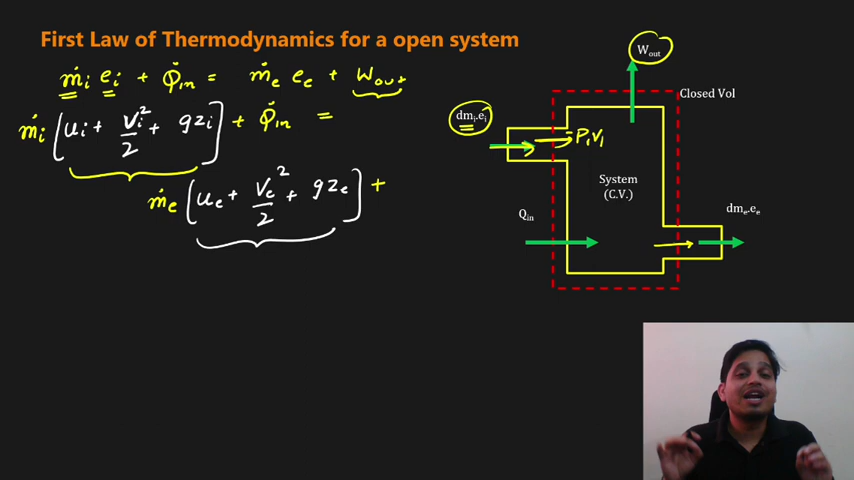 First Law of Thermodynamics for a open system
ṁᵢ eᵢ + Q̇ᵢₙ = ṁₑ eₑ + Wout
ṁᵢ [uᵢ + Vᵢ²/2 + gzᵢ] + Q̇ᵢₙ =
ṁₑ [uₑ + Vₑ²/2 + gzₑ] +
Wout
Closed Vol
dmᵢ.eᵢ
P₁V₁
System
(C.V.)
Qin
dmₑ.eₑ